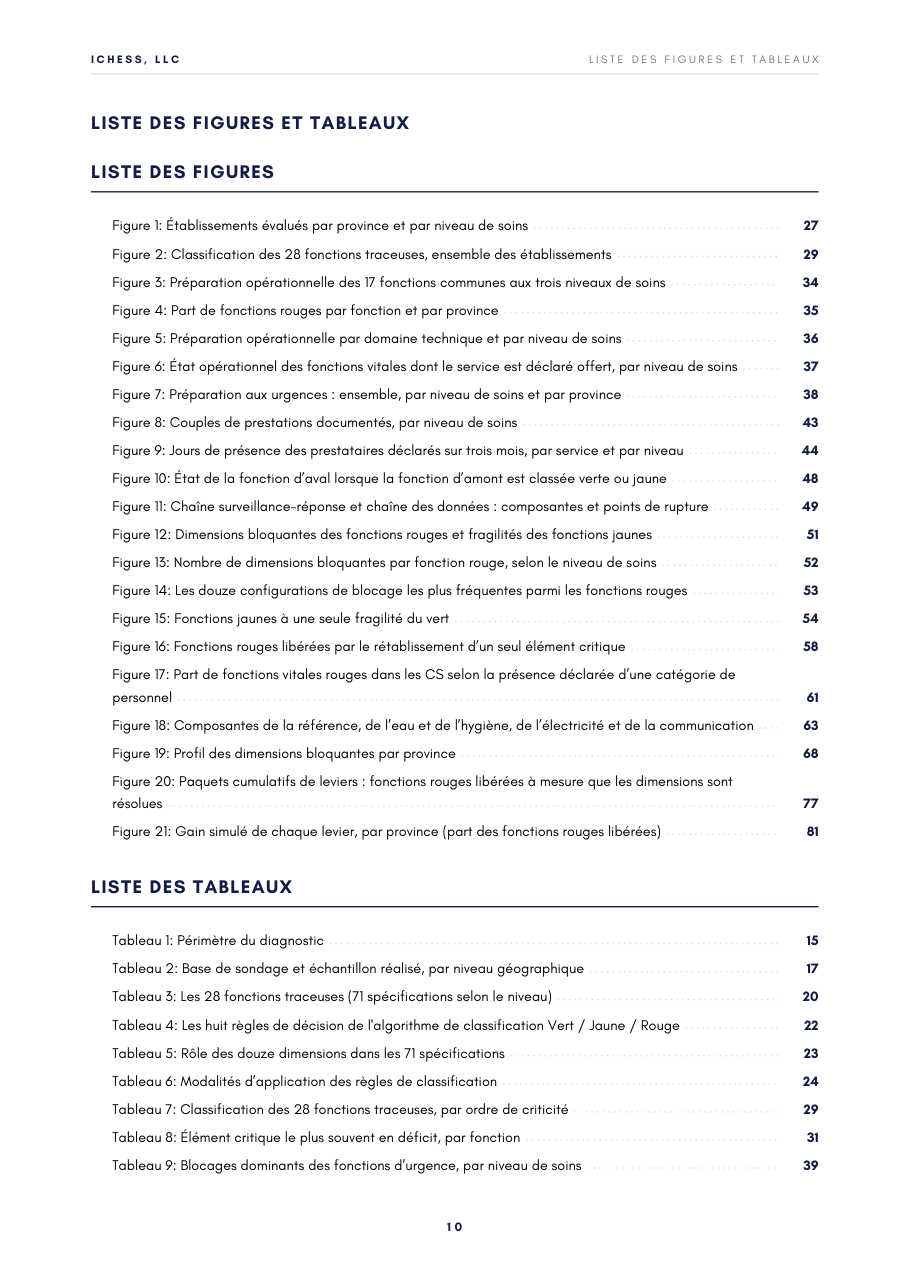 ICHESS, LLC
LISTE DES FIGURES ET TABLEAUX
LISTE DES FIGURES ET TABLEAUX
LISTE DES FIGURES
Figure 1: Établissements évalués par province et par niveau de soins 27
Figure 2: Classification des 28 fonctions traceuses, ensemble des établissements 29
Figure 3: Préparation opérationnelle des 17 fonctions communes aux trois niveaux de soins 34
Figure 4: Part de fonctions rouges par fonction et par province 35
Figure 5: Préparation opérationnelle par domaine technique et par niveau de soins 36
Figure 6: État opérationnel des fonctions vitales dont le service est déclaré offert, par niveau de soins 37
Figure 7: Préparation aux urgences : ensemble, par niveau de soins et par province 38
Figure 8: Couples de prestations documentés, par niveau de soins 43
Figure 9: Jours de présence des prestataires déclarés sur trois mois, par service et par niveau 44
Figure 10: État de la fonction d’aval lorsque la fonction d’amont est classée verte ou jaune 48
Figure 11: Chaîne surveillance-réponse et chaîne des données : composantes et points de rupture 49
Figure 12: Dimensions bloquantes des fonctions rouges et fragilités des fonctions jaunes 51
Figure 13: Nombre de dimensions bloquantes par fonction rouge, selon le niveau de soins 52
Figure 14: Les douze configurations de blocage les plus fréquentes parmi les fonctions rouges 53
Figure 15: Fonctions jaunes à une seule fragilité du vert 54
Figure 16: Fonctions rouges libérées par le rétablissement d’un seul élément critique 58
Figure 17: Part de fonctions vitales rouges dans les CS selon la présence déclarée d’une catégorie de
personnel 61
Figure 18: Composantes de la référence, de l’eau et de l’hygiène, de l’électricité et de la communication 63
Figure 19: Profil des dimensions bloquantes par province 68
Figure 20: Paquets cumulatifs de leviers : fonctions rouges libérées à mesure que les dimensions sont
résolues 77
Figure 21: Gain simulé de chaque levier, par province (part des fonctions rouges libérées) 81
LISTE DES TABLEAUX
Tableau 1: Périmètre du diagnostic 15
Tableau 2: Base de sondage et échantillon réalisé, par niveau géographique 17
Tableau 3: Les 28 fonctions traceuses (71 spécifications selon le niveau) 20
Tableau 4: Les huit règles de décision de l'algorithme de classification Vert / Jaune / Rouge 22
Tableau 5: Rôle des douze dimensions dans les 71 spécifications 23
Tableau 6: Modalités d’application des règles de classification 24
Tableau 7: Classification des 28 fonctions traceuses, par ordre de criticité 29
Tableau 8: Élément critique le plus souvent en déficit, par fonction 31
Tableau 9: Blocages dominants des fonctions d’urgence, par niveau de soins 39
10